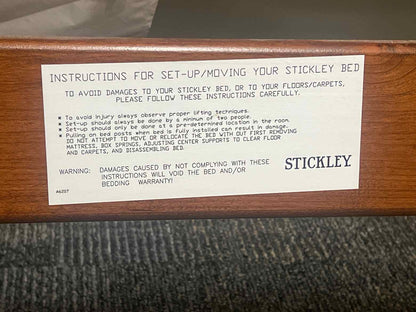 INSTRUCTIONS FOR SET-UP/MOVING YOUR STICKLEY BED
TO AVOID DAMAGES TO YOUR STICKLEY BED, OR TO YOUR FLOORS/CARPETS,
PLEASE FOLLOW THESE INSTRUCTIONS CAREFULLY.
* To avoid injury always observe proper lifting techniques.
* Set-up should always be done by a minimum of two people.
* Set-up should only be done at a pre-determined location in the room.
* Pulling on bed posts when bed is fully installed can result in damage.
DO NOT ATTEMPT TO MOVE OR RELOCATE THE BED WITH OUT FIRST REMOVING
MATTRESS, BOX SPRINGS, ADJUSTING CENTER SUPPORTS TO CLEAR FLOOR
AND CARPETS, AND DISASSEMBLING BED.
WARNING: DAMAGES CAUSED BY NOT COMPLYING WITH THESE
INSTRUCTIONS WILL VOID THE BED AND/OR
BEDDING WARRANTY!
STICKLEY